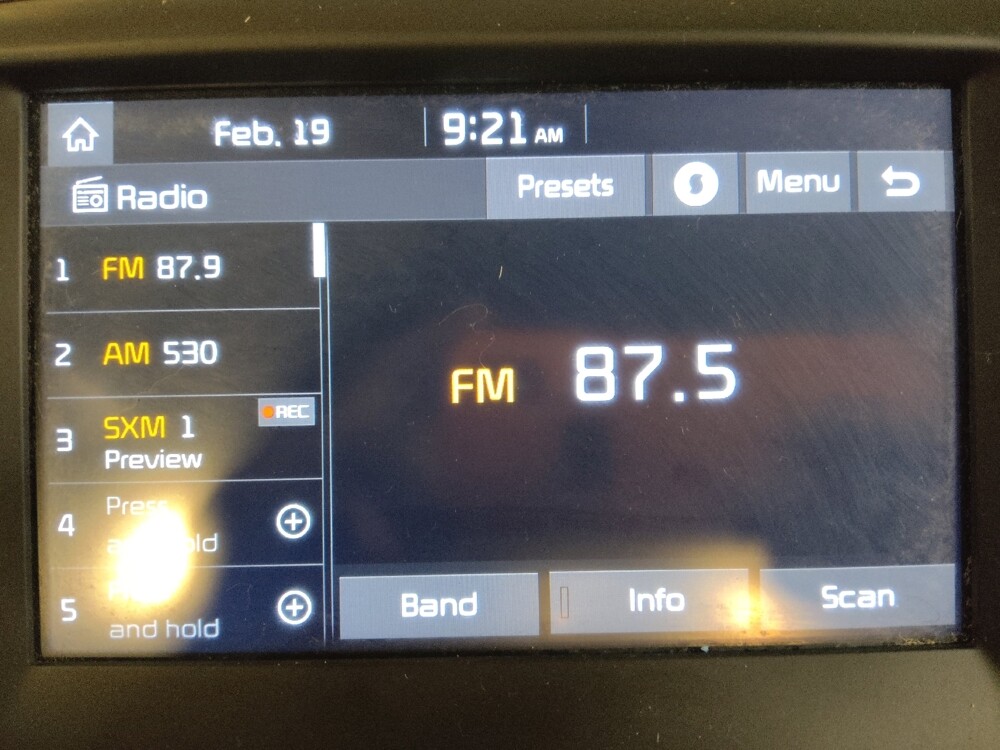 Feb. 19 9:21 AM
Radio Presets Menu
1 FM 87.9
2 AM 530
REC
3 SXM 1
Preview
4 Press
and hold
5
and hold
FM 87.5
Band Info Scan